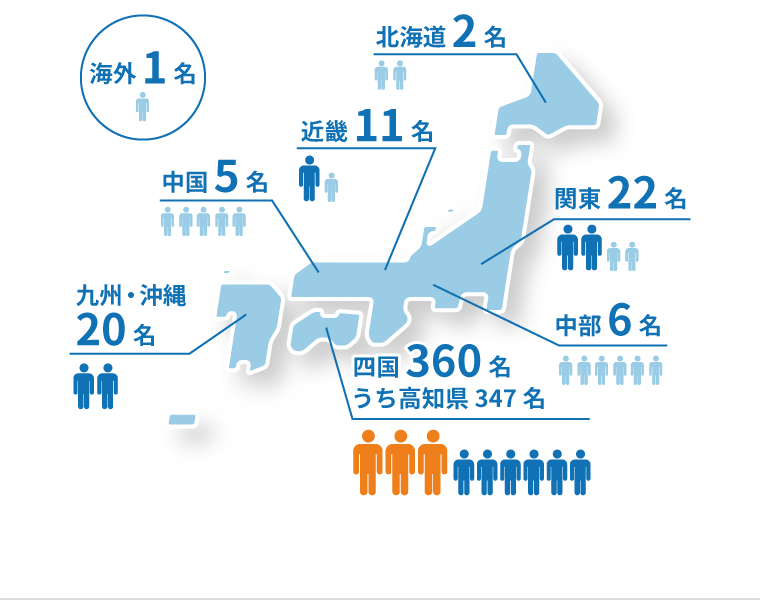 北海道 2 名
海外 1 名
近畿 11 名
中国 5 名
関東 22 名
九州・沖縄
20 名
中部 6 名
四国 360 名
うち高知県 347 名